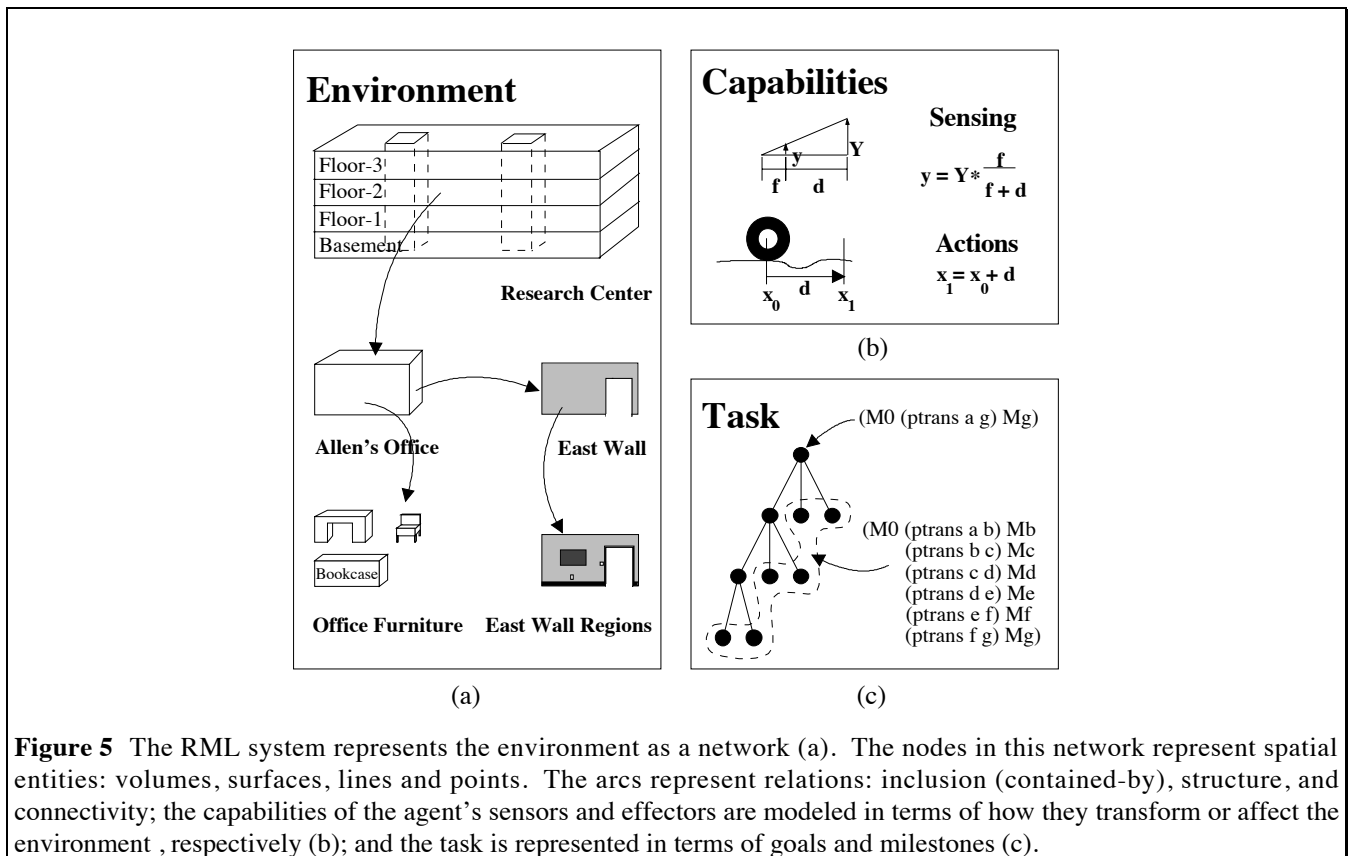 Environment
Floor-3
Floor-2
Floor-1
Basement
Research Center
Allen's Office
East Wall
Bookcase
Office Furniture
East Wall Regions
(a)
Capabilities
Sensing
y
Y
f
d
y = Y* f / f + d
Actions
x₁= x₀+ d
d
x₀
x₁
(b)
Task
(M0 (ptrans a g) Mg)
(M0 (ptrans a b) Mb
(ptrans b c) Mc
(ptrans c d) Md
(ptrans d e) Me
(ptrans e f) Mf
(ptrans f g) Mg)
(c)
Figure 5 The RML system represents the environment as a network (a). The nodes in this network represent spatial
entities: volumes, surfaces, lines and points. The arcs represent relations: inclusion (contained-by), structure, and
connectivity; the capabilities of the agent's sensors and effectors are modeled in terms of how they transform or affect the
environment , respectively (b); and the task is represented in terms of goals and milestones (c).